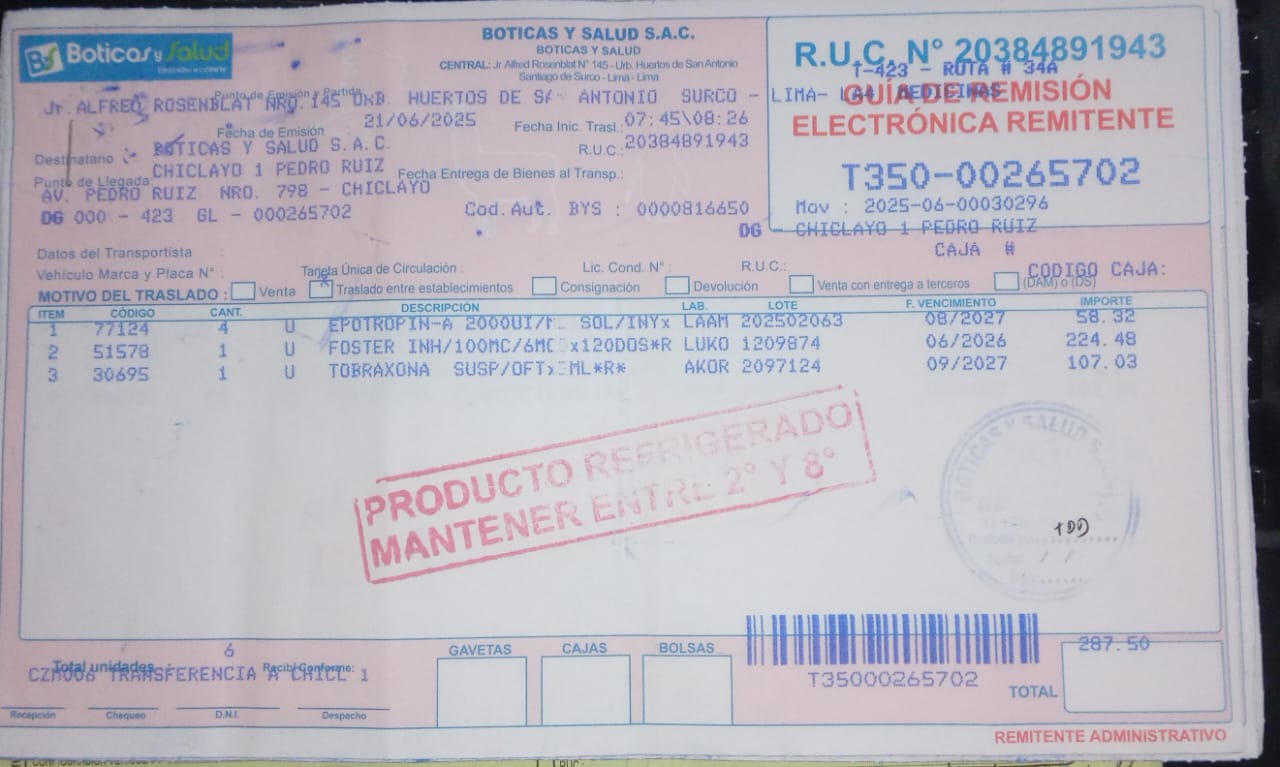 Boticas y Salud
BOTICAS Y SALUD S.A.C.
BOTICAS Y SALUD
CENTRAL: Jr. Alfred Rosenblat N° 145 - Urb. Huertos de San Antonio
Santiago de Surco - Lima - Lima
R.U.C. N° 20384891943
T-423 - RUTA # 34A
GUÍA DE REMISIÓN
ELECTRÓNICA REMITENTE
T350-00265702
Mov : 2025-06-00030296
Punto de Emisión y Partida
Jr. ALFRED ROSENBLAT NRO. 145 URB. HUERTOS DE SA ANTONIO SURCO - LIMA- MEDICINAS
Fecha de Emisión 21/06/2025 Fecha Inic. Trasl.: 07:45\08:26
Destinatario BOTICAS Y SALUD S.A.C. R.U.C.: 20384891943
CHICLAYO 1 PEDRO RUIZ Fecha Entrega de Bienes al Transp.:
Punto de Llegada: AV. PEDRO RUIZ NRO. 798 - CHICLAYO
DG 000 - 423 GL - 000265702 Cod.Aut. BYS : 0000816650
DG - CHICLAYO 1 PEDRO RUIZ
CAJA #
Datos del Transportista :
Vehículo Marca y Placa N° : Tarjeta Única de Circulación : Lic. Cond. N° : R.U.C.: CODIGO CAJA:
MOTIVO DEL TRASLADO : Venta X Traslado entre establecimientos Consignación Devolución Venta con entrega a terceros (DAM) o (DS)
ITEM CÓDIGO CANT. DESCRIPCIÓN LAB. LOTE F. VENCIMIENTO IMPORTE
1 77124 4 U EPOTROPIN-A 2000UI/ SOL/INYx LAAM 202502063 08/2027 58.32
2 51578 1 U FOSTER INH/100MC/6MC x120DOS*R LUKO 1209874 06/2026 224.48
3 30695 1 U TOBRAXONA SUSP/OFTx ML*R* AKOR 2097124 09/2027 107.03
PRODUCTO REFRIGERADO
MANTENER ENTRE 2° Y 8°
BOTICAS Y SALUD
6
Total unidades : Recibí Conforme:
TRANSFERENCIA A CHICL 1
Recepción Chequeo D.N.I. Despacho
GAVETAS CAJAS BOLSAS
T35000265702
TOTAL 287.50
REMITENTE ADMINISTRATIVO